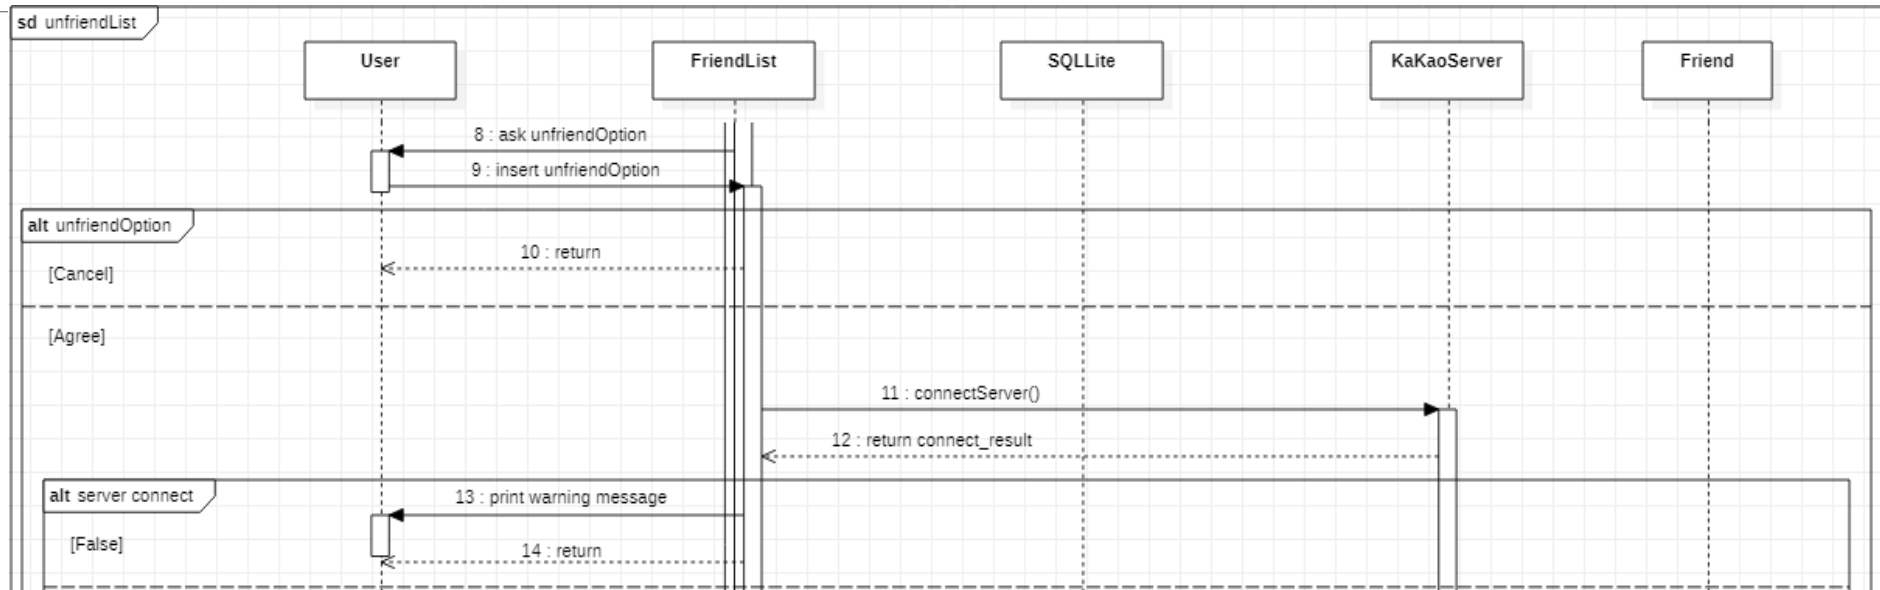 sd unfriendList
User
FriendList
SQLLite
KaKaoServer
Friend
8 : ask unfriendOption
9 : insert unfriendOption
alt unfriendOption
10 : return
[Cancel]
[Agree]
11 : connectServer()
12 : return connect_result
alt server connect
13 : print warning message
[False]
14 : return